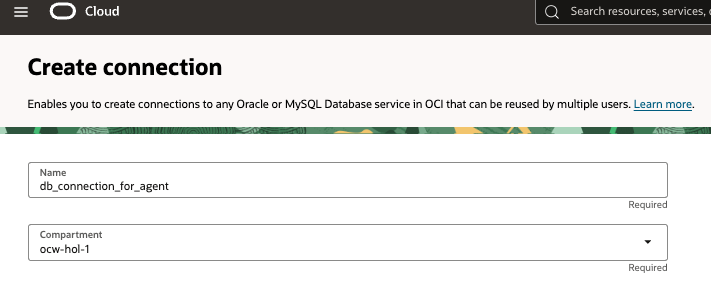 Cloud
Search resources, services,
Create connection
Enables you to create connections to any Oracle or MySQL Database service in OCI that can be reused by multiple users. Learn more.
Name
db_connection_for_agent
Required
Compartment
ocw-hol-1
Required